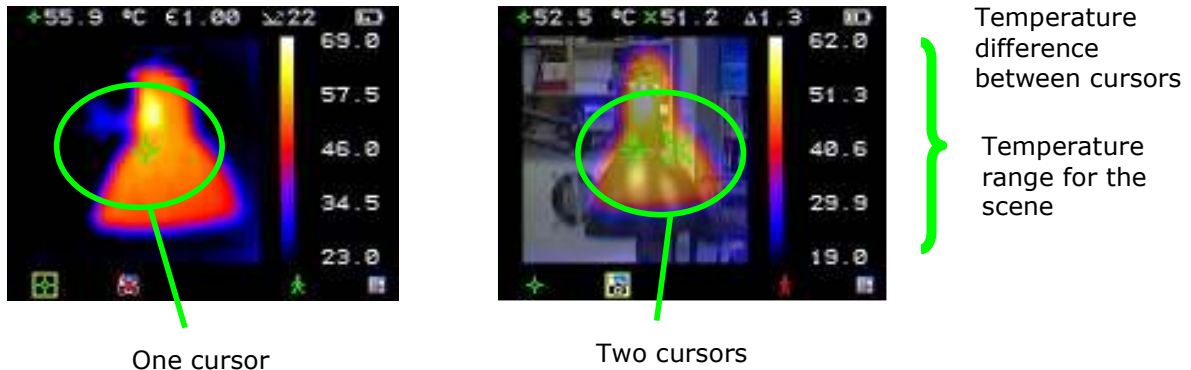 +55.9 °C €1.00 22
69.0
57.5
46.0
34.5
23.0
One cursor
+52.5 °C ×51.2 Δ1.3
62.0
51.3
40.6
29.9
19.0
Two cursors
Temperature
difference
between cursors
Temperature
range for the
scene